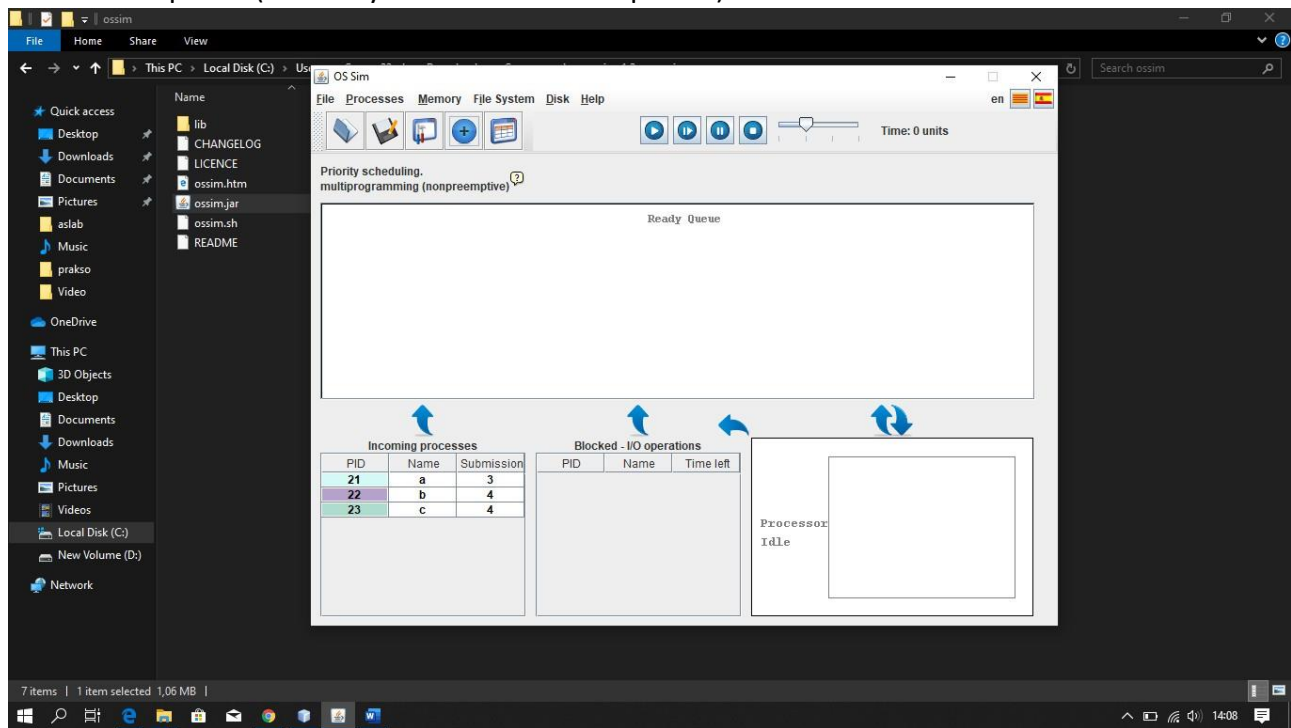 ossim
File Home Share View
This PC › Local Disk (C:) ›
Search ossim
Quick access
Desktop
Downloads
Documents
Pictures
aslab
Music
prakso
Video
OneDrive
This PC
3D Objects
Desktop
Documents
Downloads
Music
Pictures
Videos
Local Disk (C:)
New Volume (D:)
Network
Name
lib
CHANGELOG
LICENCE
ossim.htm
ossim.jar
ossim.sh
README
OS Sim
File Processes Memory File System Disk Help en
Time: 0 units
Priority scheduling.
multiprogramming (nonpreemptive)
Ready Queue
Incoming processes
PID Name Submission
21 a 3
22 b 4
23 c 4
Blocked - I/O operations
PID Name Time left
Processor
Idle
7 items | 1 item selected 1,06 MB |
14:08